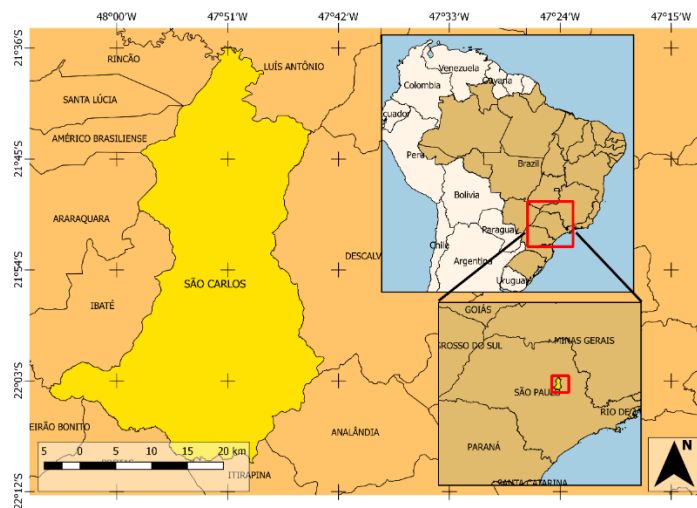 48°00'
47°51'
47°42'
47°33'
47°24'
47°15'
21°36'
21°45'
21°54'
22°03'
22°12'
RINCÃO
LUÍS ANTÔNIO
SANTA LÚCIA
AMÉRICO BRASILIENSE
ARARAQUARA
DESCALV
SÃO CARLOS
IBATÉ
EIRÃO BONITO
ANALÂNDIA
ITIRAPINA
5 0 5 10 15 20 km
Venezuela
Guyana
Colombia
cuador
Peru
Brazil
Bolivia
Paraguay
Chile
Argentina
Uruguay
GOIÁS
GROSSO DO SUL
MINAS GERAIS
SÃO PAULO
RIO DE
PARANÁ
SANTA CATARINA
N